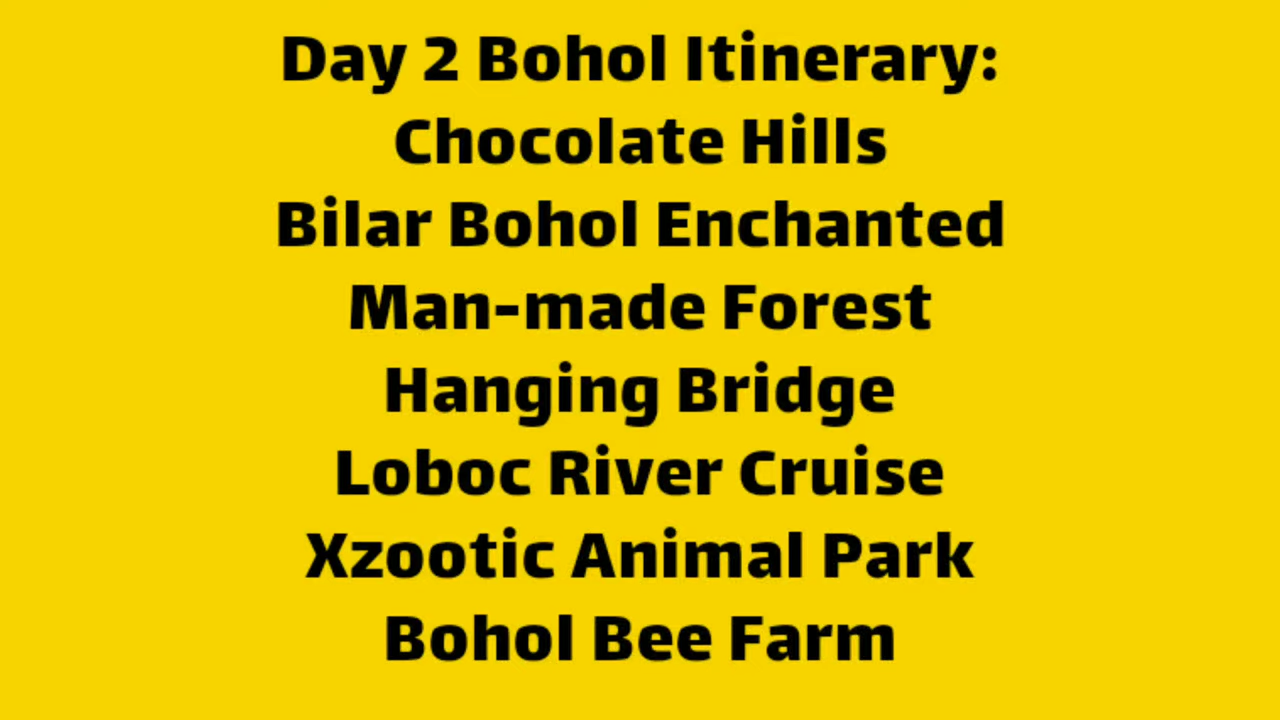 Day 2 Bohol Itinerary:
Chocolate Hills
Bilar Bohol Enchanted
Man-made Forest
Hanging Bridge
Loboc River Cruise
Xzootic Animal Park
Bohol Bee Farm